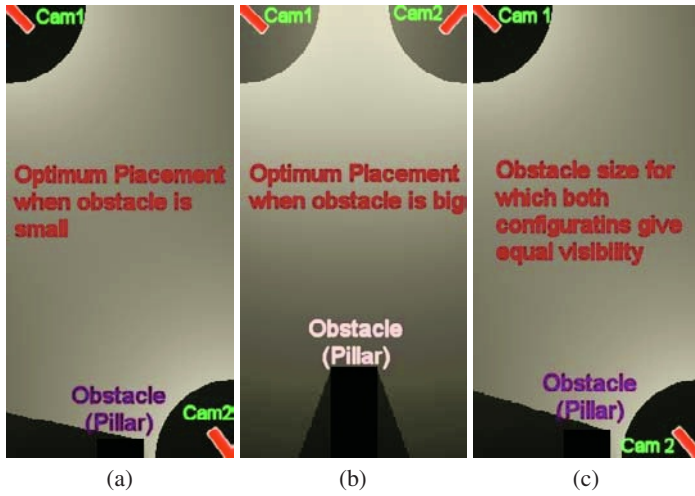 Cam1
Optimum Placement
when obstacle is
small
Obstacle
(Pillar)
Cam2
(a)
Cam1
Cam2
Optimum Placement
when obstacle is big
Obstacle
(Pillar)
(b)
Cam 1
Obstacle size for
which both
configuratins give
equal visibility
Obstacle
(Pillar)
Cam 2
(c)